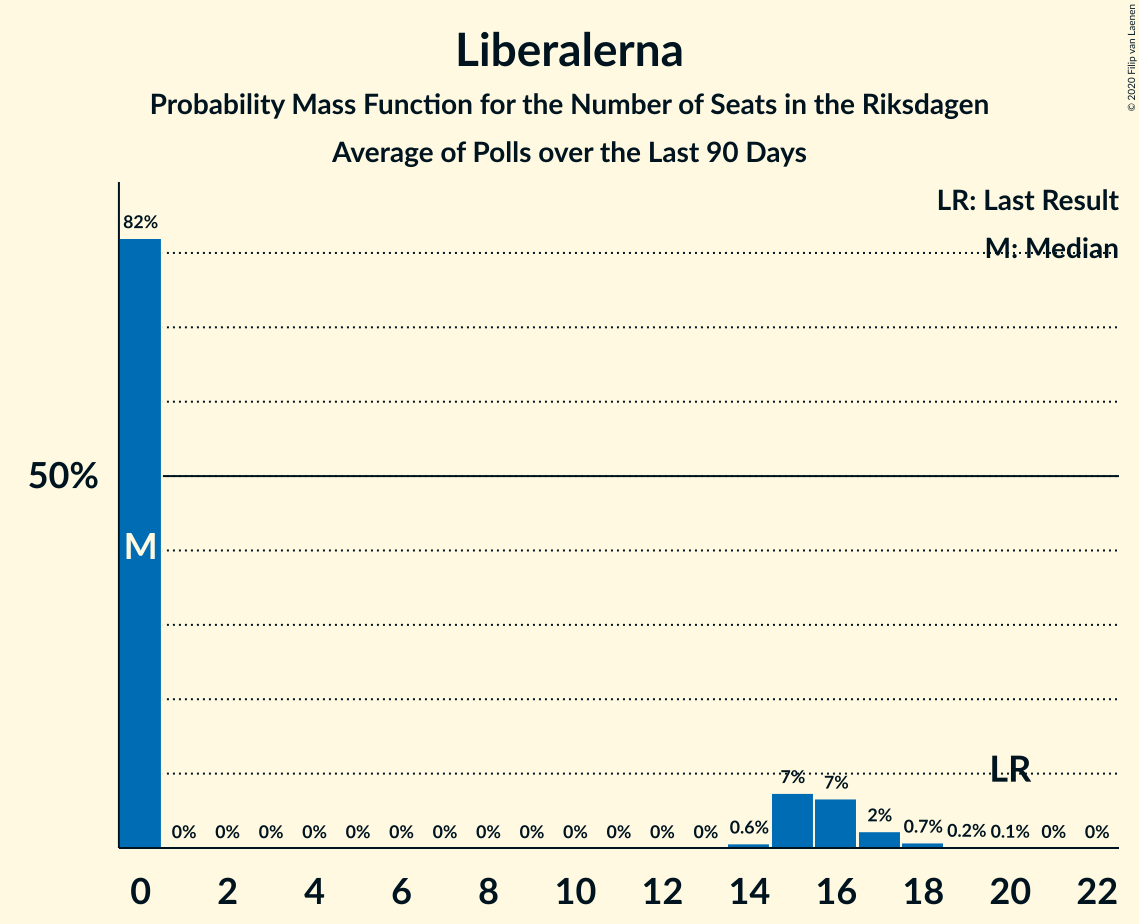 Liberalerna
Probability Mass Function for the Number of Seats in the Riksdagen
Average of Polls over the Last 90 Days
© 2020 Filip van Laenen
LR: Last Result
M: Median
82%
50%
M
LR
0% 0% 0% 0% 0% 0% 0% 0% 0% 0% 0% 0% 0% 0.6% 7% 7% 2% 0.7% 0.2% 0.1% 0% 0%
0 2 4 6 8 10 12 14 16 18 20 22